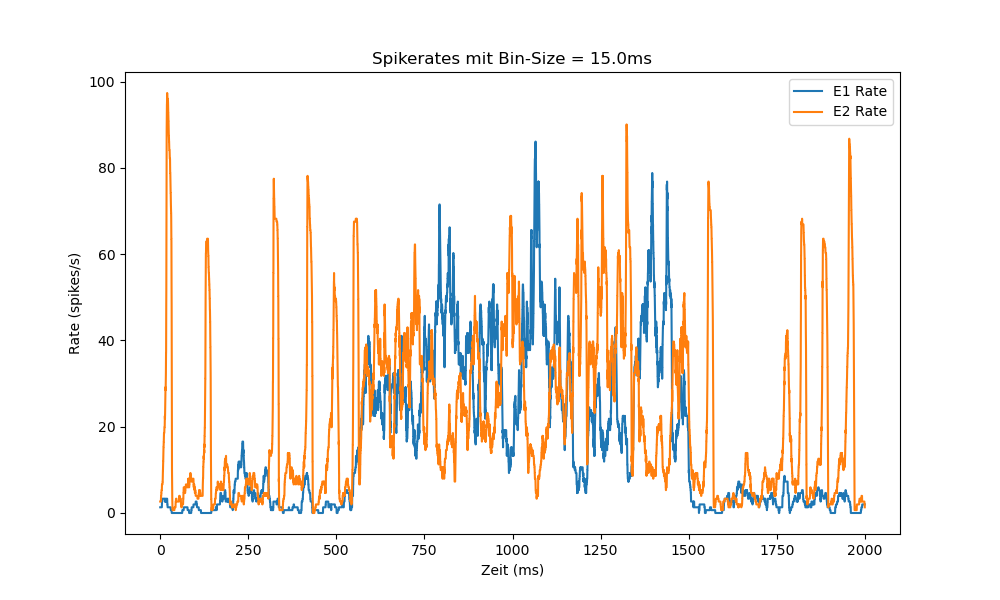 Spikerates mit Bin-Size = 15.0ms
E1 Rate
E2 Rate
Rate (spikes/s)
100
80
60
40
20
0
0 250 500 750 1000 1250 1500 1750 2000
Zeit (ms)